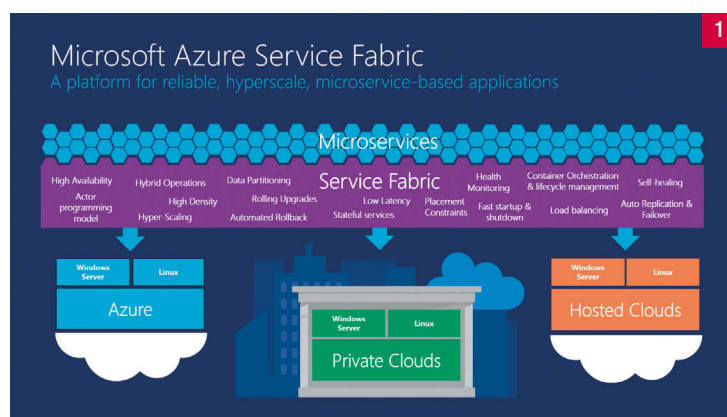 1
Microsoft Azure Service Fabric
A platform for reliable, hyperscale, microservice-based applications
Microservices
Service Fabric
High Availability
Hybrid Operations
Data Partitioning
Health
Monitoring
Container Orchestration
& lifecycle management
Self-healing
Actor
programming
model
High Density
Rolling Upgrades
Low Latency
Placement
Constraints
Fast startup &
shutdown
Load balancing
Auto Replication &
Failover
Hyper-Scaling
Automated Rollback
Stateful services
Windows
Server
Linux
Azure
Windows
Server
Linux
Private Clouds
Windows
Server
Linux
Hosted Clouds